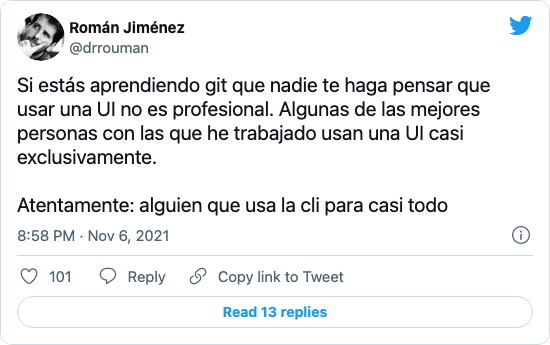 Román Jiménez
@drrouman
Si estás aprendiendo git que nadie te haga pensar que
usar una UI no es profesional. Algunas de las mejores
personas con las que he trabajado usan una UI casi
exclusivamente.
Atentamente: alguien que usa la cli para casi todo
8:58 PM · Nov 6, 2021
101 Reply Copy link to Tweet
Read 13 replies